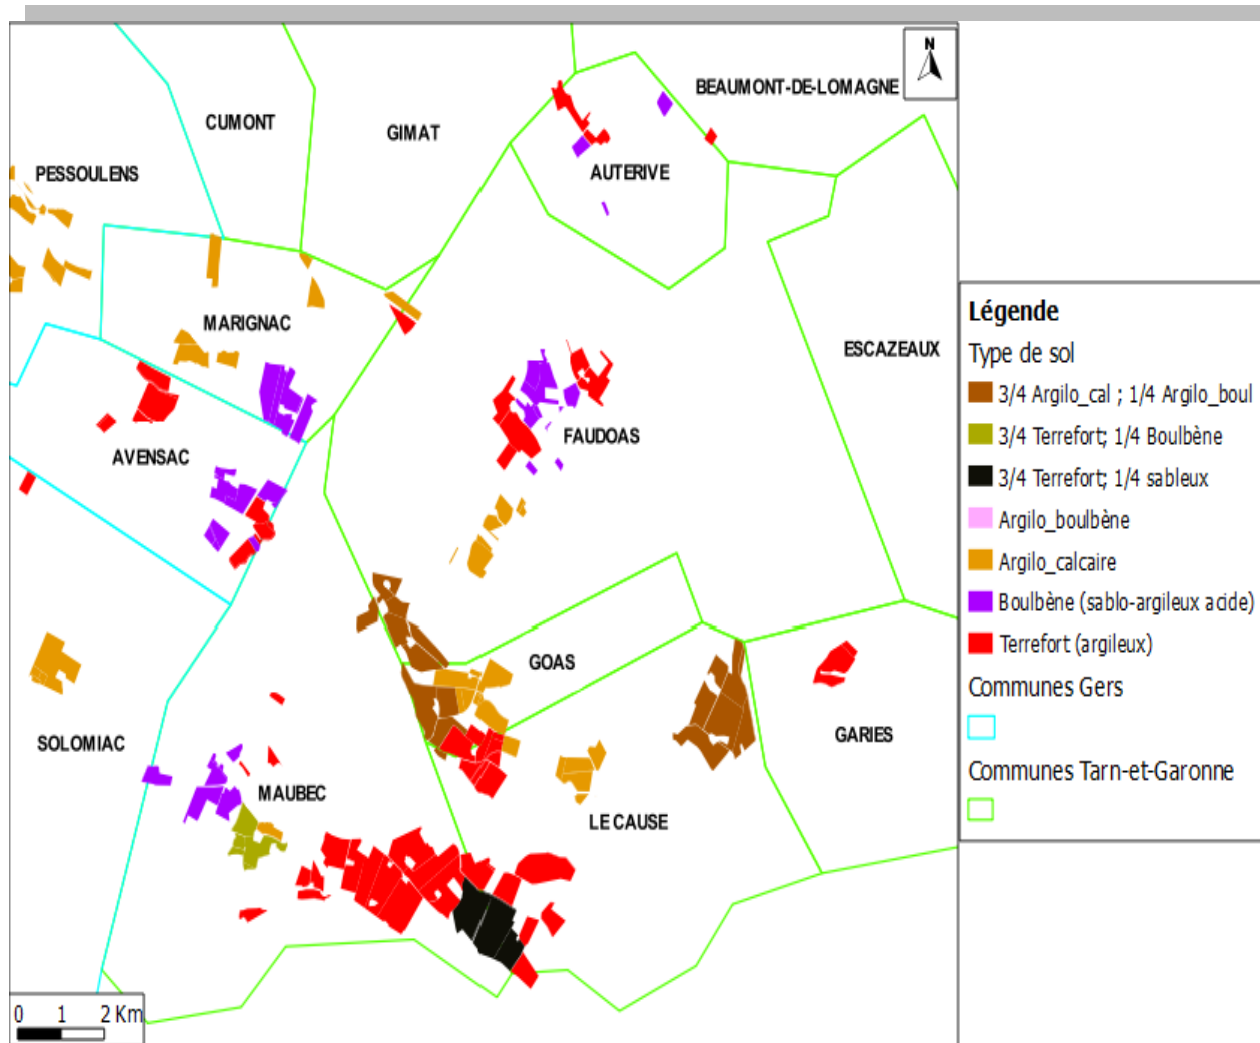 N
BEAUMONT-DE-LOMAGNE
CUMONT
GIMAT
PESSOULENS
AUTERIVE
MARIGNAC
ESCAZEAUX
FAUDOAS
AVENSAC
GOAS
GARIES
SOLOMIAC
MAUBEC
LE CAUSE
0 1 2 Km
Légende
Type de sol
3/4 Argilo_cal ; 1/4 Argilo_boul
3/4 Terrefort; 1/4 Boulbène
3/4 Terrefort; 1/4 sableux
Argilo_boulbène
Argilo_calcaire
Boulbène (sablo-argileux acide)
Terrefort (argileux)
Communes Gers
Communes Tarn-et-Garonne